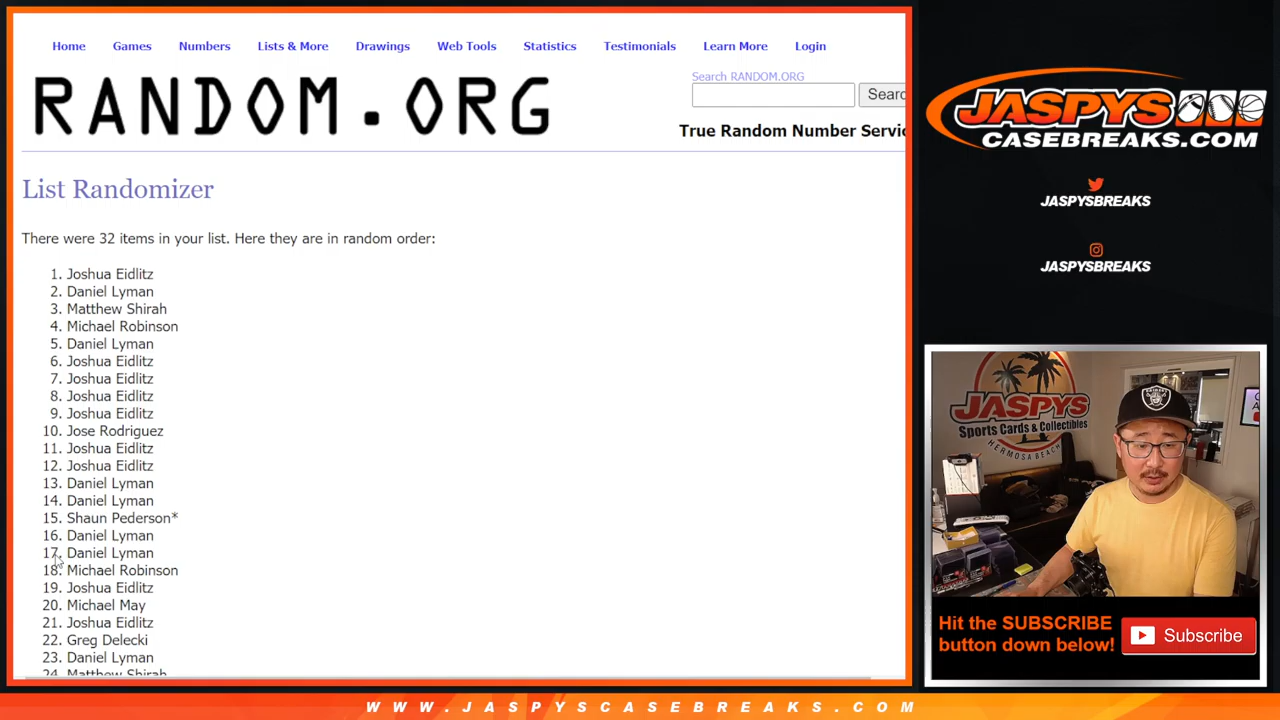 Home Games Numbers Lists & More Drawings Web Tools Statistics Testimonials Learn More Login
Search RANDOM.ORG
RANDOM.ORG
Searc
True Random Number Servic
List Randomizer
There were 32 items in your list. Here they are in random order:
1. Joshua Eidlitz
2. Daniel Lyman
3. Matthew Shirah
4. Michael Robinson
5. Daniel Lyman
6. Joshua Eidlitz
7. Joshua Eidlitz
8. Joshua Eidlitz
9. Joshua Eidlitz
10. Jose Rodriguez
11. Joshua Eidlitz
12. Joshua Eidlitz
13. Daniel Lyman
14. Daniel Lyman
15. Shaun Pederson*
16. Daniel Lyman
17. Daniel Lyman
18. Michael Robinson
19. Joshua Eidlitz
20. Michael May
21. Joshua Eidlitz
22. Greg Delecki
23. Daniel Lyman
24. Matthew Shirah
JASPYS
CASEBREAKS.COM
JASPYSBREAKS
JASPYSBREAKS
JASPYS
Sports Cards & Collectibles
HERMOSA BEACH
RAIDERS
Hit the SUBSCRIBE
button down below!
Subscribe
WWW.JASPYSCASEBREAKS.COM